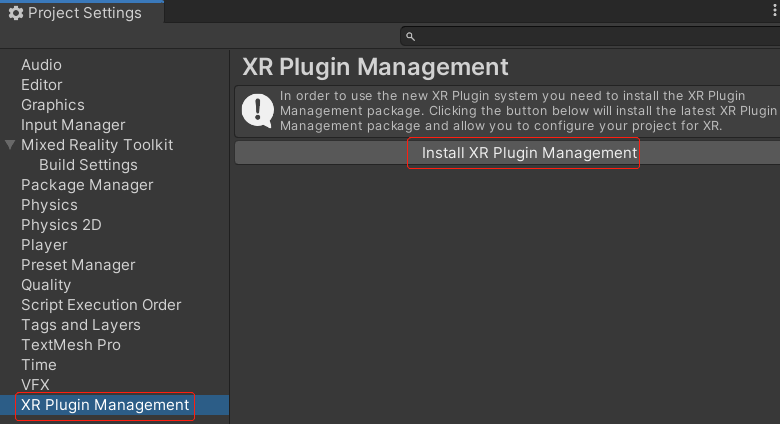 Project Settings
Audio
Editor
Graphics
Input Manager
Mixed Reality Toolkit
Build Settings
Package Manager
Physics
Physics 2D
Player
Preset Manager
Quality
Script Execution Order
Tags and Layers
TextMesh Pro
Time
VFX
XR Plugin Management
XR Plugin Management
In order to use the new XR Plugin system you need to install the XR Plugin
Management package. Clicking the button below will install the latest XR Plugin
Management package and allow you to configure your project for XR.
Install XR Plugin Management